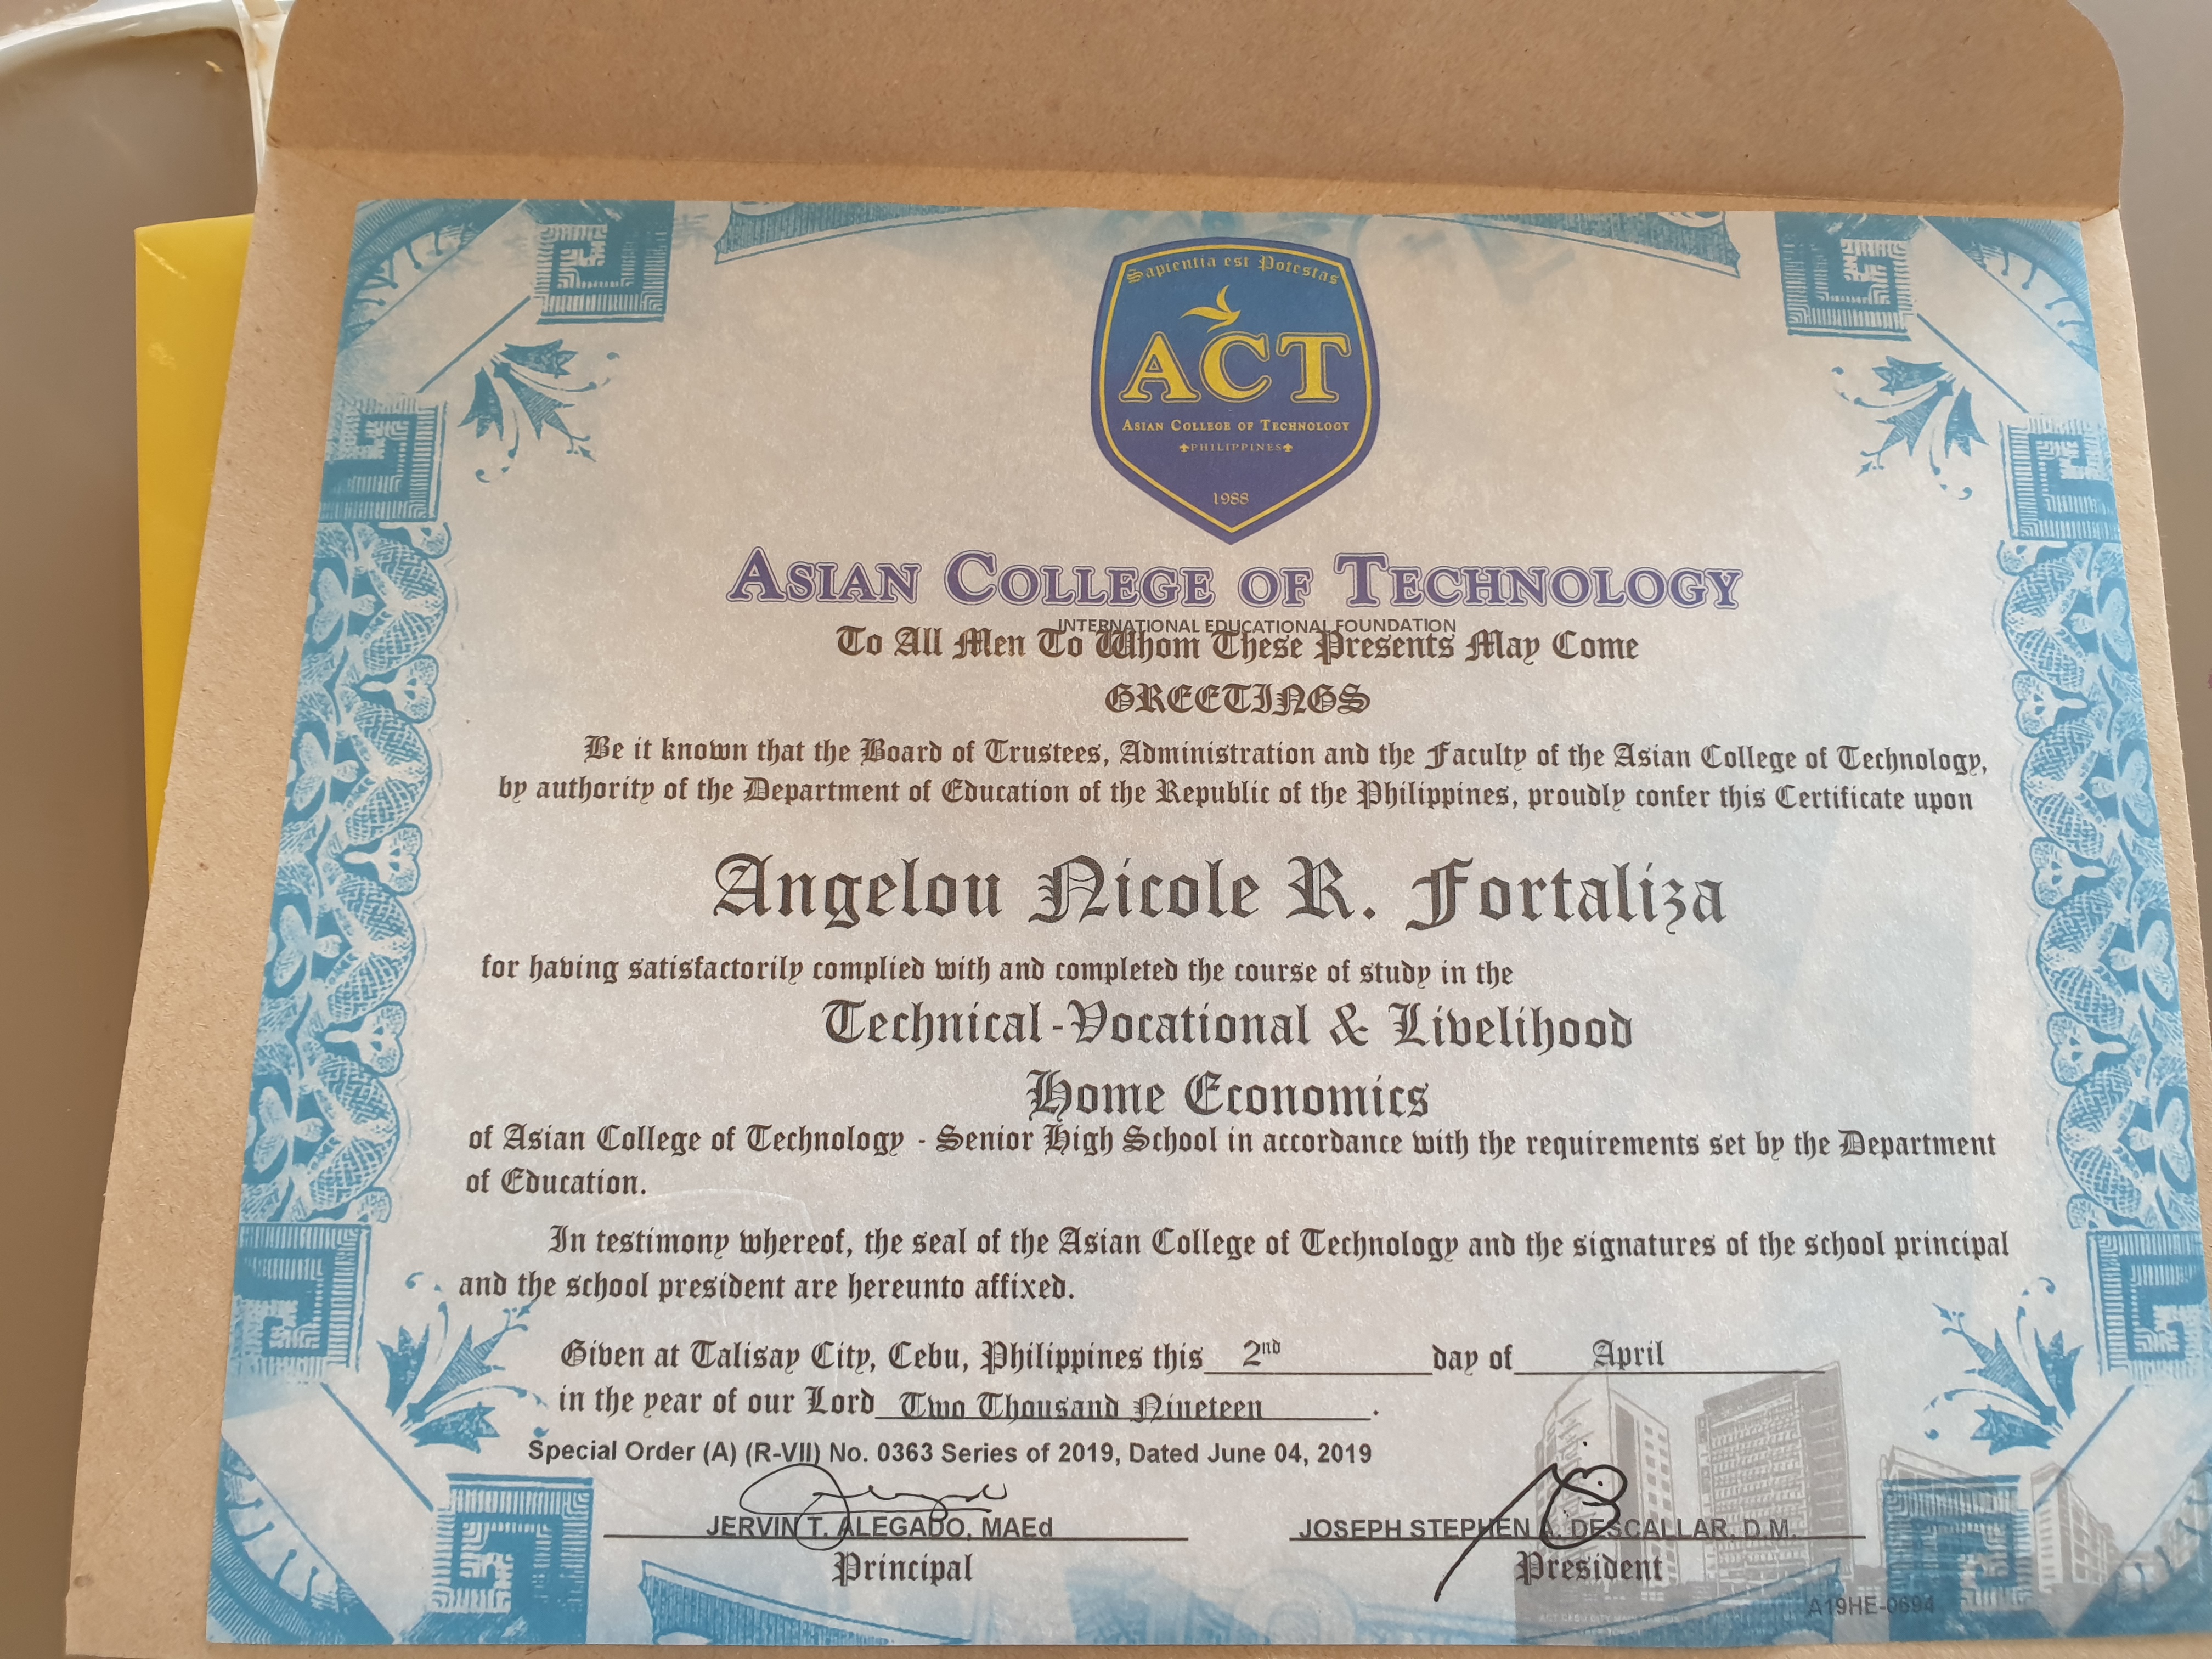 Sapientia est Potestas
ACT
ASIAN COLLEGE OF TECHNOLOGY
PHILIPPINES
1988
ASIAN COLLEGE OF TECHNOLOGY
INTERNATIONAL EDUCATIONAL FOUNDATION
To All Men To Whom These Presents May Come
GREETINGS
Be it known that the Board of Trustees, Administration and the Faculty of the Asian College of Technology,
by authority of the Department of Education of the Republic of the Philippines, proudly confer this Certificate upon
Angelou Nicole R. Fortaliza
for having satisfactorily complied with and completed the course of study in the
Technical-Vocational & Livelihood
Home Economics
of Asian College of Technology - Senior High School in accordance with the requirements set by the Department
of Education.
In testimony whereof, the seal of the Asian College of Technology and the signatures of the school principal
and the school president are hereunto affixed.
Given at Talisay City, Cebu, Philippines this 2nd day of April
in the year of our Lord Two Thousand Nineteen.
Special Order (A) (R-VII) No. 0363 Series of 2019, Dated June 04, 2019
JERVIN T. ALEGADO, MAEd JOSEPH STEPHEN A. DESCALLAR, D.M.
Principal President
A19HE-0694